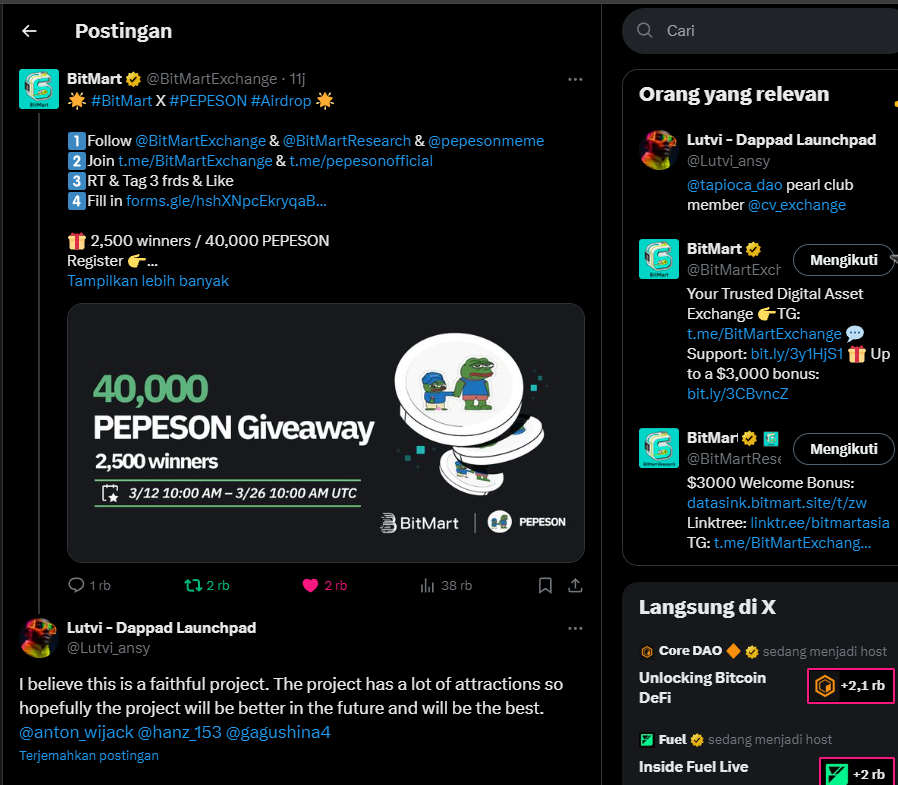 Postingan
BitMart @BitMartExchange · 11j
#BitMart X #PEPESON #Airdrop
1 Follow @BitMartExchange & @BitMartResearch & @pepesonmeme
2 Join t.me/BitMartExchange & t.me/pepesonofficial
3 RT & Tag 3 frds & Like
4 Fill in forms.gle/hshXNpcEkryqaB...
2,500 winners / 40,000 PEPESON
Register 👉...
Tampilkan lebih banyak
40,000
PEPESON Giveaway
2,500 winners
3/12 10:00 AM – 3/26 10:00 AM UTC
BitMart | PEPESON
1 rb 2 rb 2 rb 38 rb
Lutvi - Dappad Launchpad
@Lutvi_ansy
I believe this is a faithful project. The project has a lot of attractions so
hopefully the project will be better in the future and will be the best.
@anton_wijack @hanz_153 @gagushina4
Terjemahkan postingan
Cari
Orang yang relevan
Lutvi - Dappad Launchpad
@Lutvi_ansy
@tapioca_dao pearl club
member @cv_exchange
BitMart
@BitMartExch
Mengikuti
Your Trusted Digital Asset
Exchange 👉TG:
t.me/BitMartExchange 💬
Support: bit.ly/3y1HjS1 🎁 Up
to a $3,000 bonus:
bit.ly/3CBvncZ
BitMart
@BitMartRese
Mengikuti
$3000 Welcome Bonus:
datasink.bitmart.site/t/zw
Linktree: linktr.ee/bitmartasia
TG: t.me/BitMartExchang...
Langsung di X
Core DAO sedang menjadi host
Unlocking Bitcoin
DeFi
+2,1 rb
Fuel sedang menjadi host
Inside Fuel Live
+2 rb